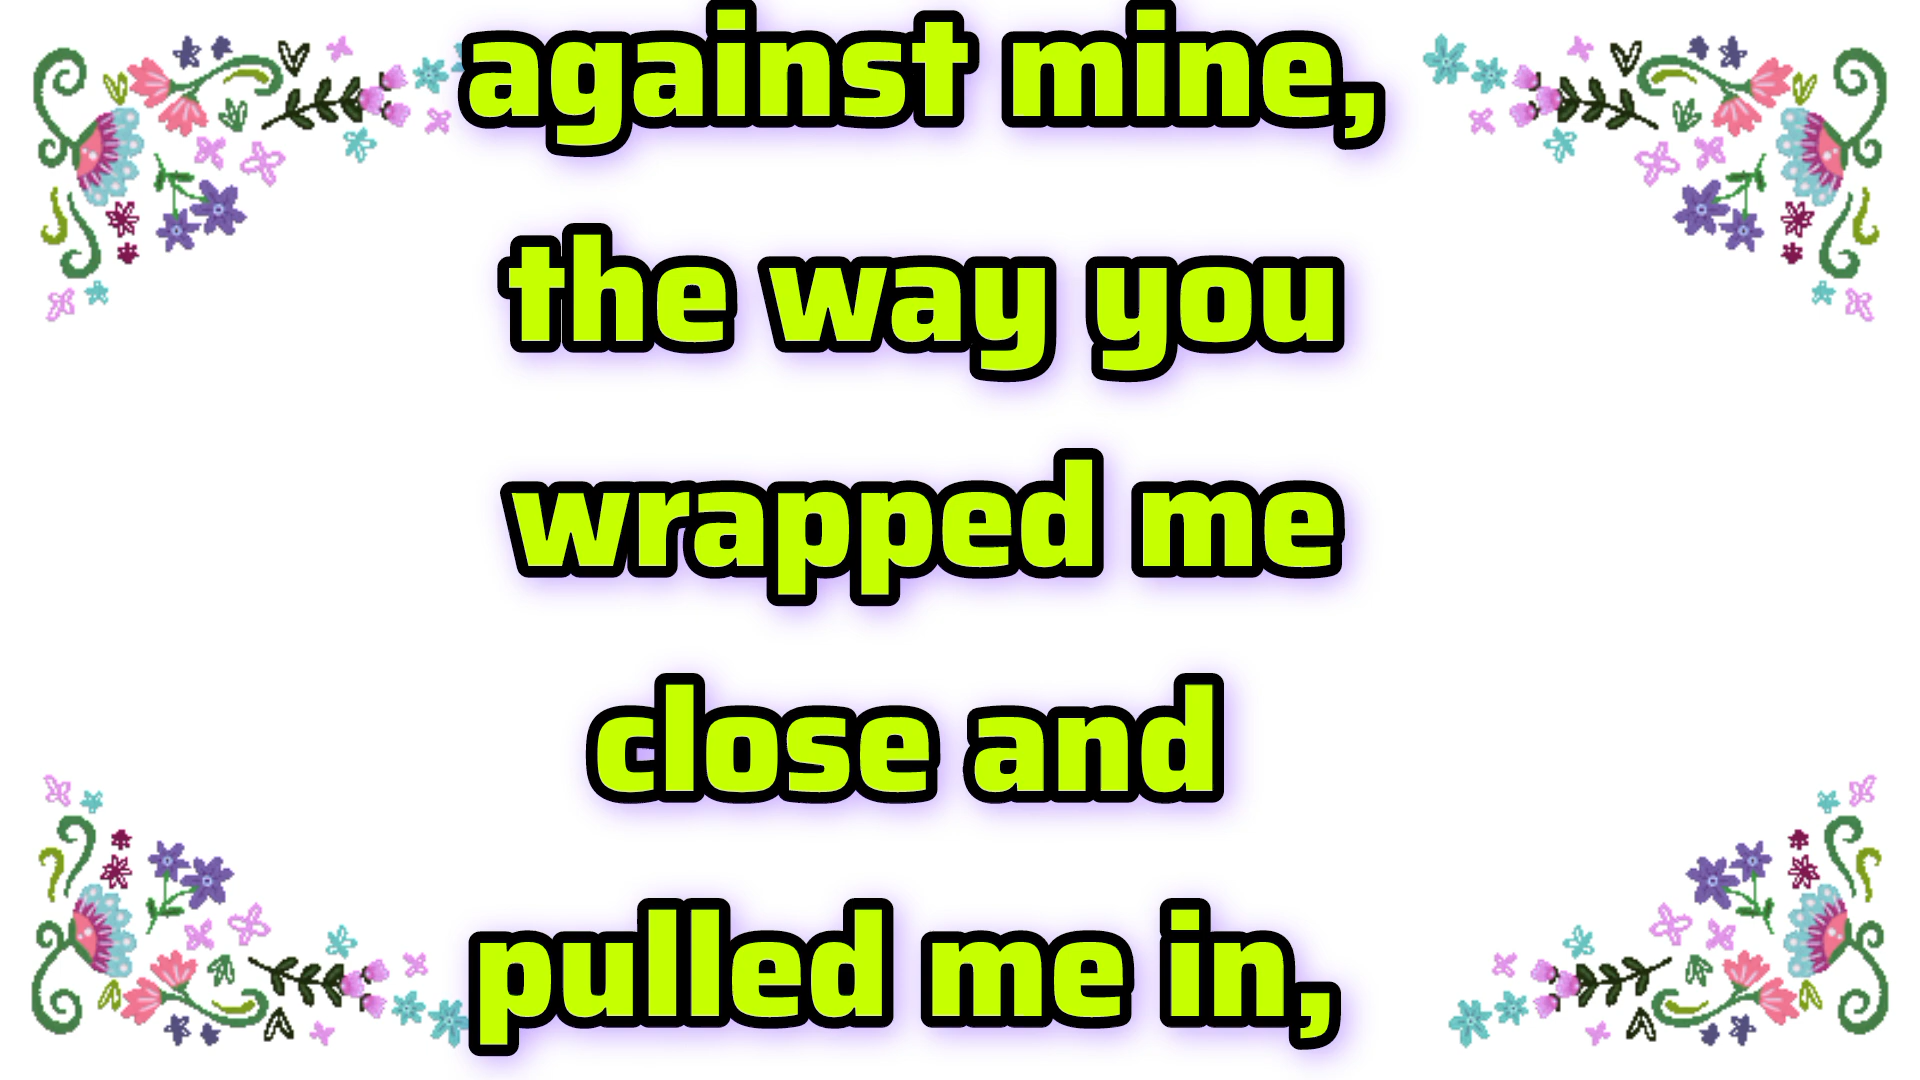 against mine,
the way you
wrapped me
close and
pulled me in,